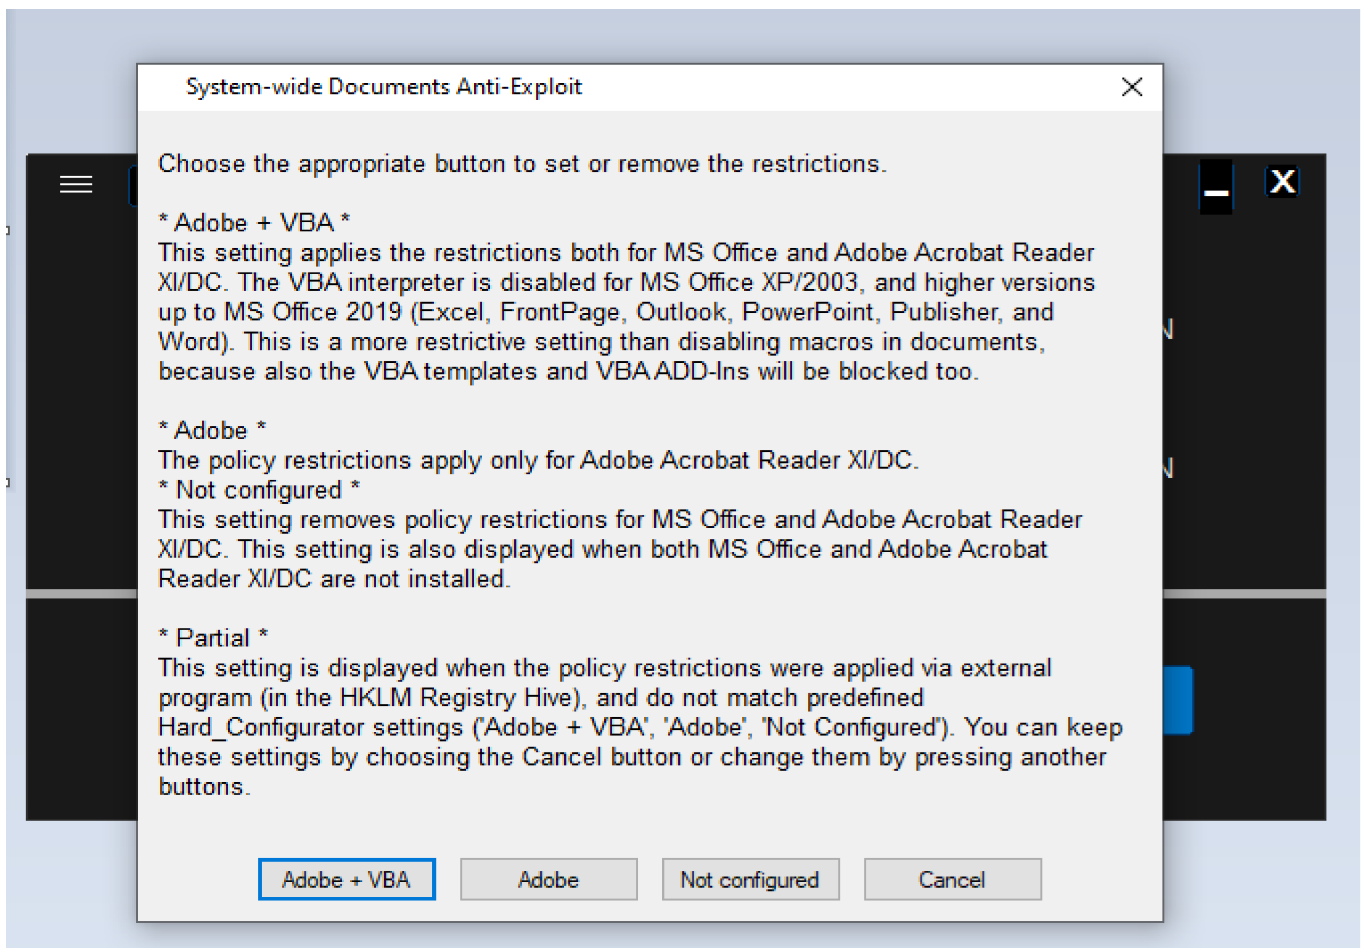 System-wide Documents Anti-Exploit
X
Choose the appropriate button to set or remove the restrictions.
* Adobe + VBA *
This setting applies the restrictions both for MS Office and Adobe Acrobat Reader
XI/DC. The VBA interpreter is disabled for MS Office XP/2003, and higher versions
up to MS Office 2019 (Excel, FrontPage, Outlook, PowerPoint, Publisher, and
Word). This is a more restrictive setting than disabling macros in documents,
because also the VBA templates and VBA ADD-Ins will be blocked too.
* Adobe *
The policy restrictions apply only for Adobe Acrobat Reader XI/DC.
* Not configured *
This setting removes policy restrictions for MS Office and Adobe Acrobat Reader
XI/DC. This setting is also displayed when both MS Office and Adobe Acrobat
Reader XI/DC are not installed.
* Partial *
This setting is displayed when the policy restrictions were applied via external
program (in the HKLM Registry Hive), and do not match predefined
Hard_Configurator settings ('Adobe + VBA', 'Adobe', 'Not Configured'). You can keep
these settings by choosing the Cancel button or change them by pressing another
buttons.
Adobe + VBA
Adobe
Not configured
Cancel